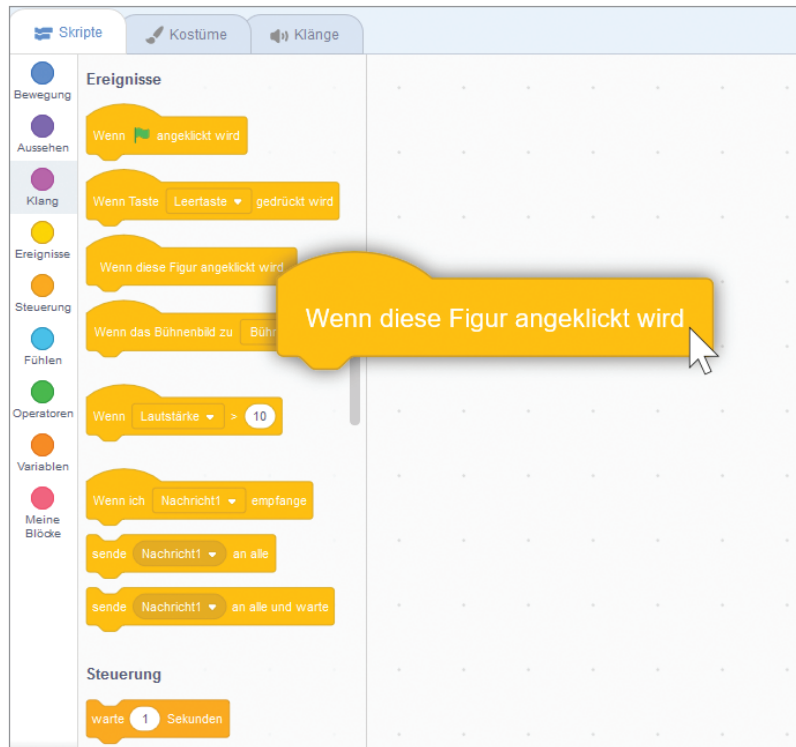 Skripte
Kostüme
Klänge
Bewegung
Aussehen
Klang
Ereignisse
Steuerung
Fühlen
Operatoren
Variablen
Meine
Blöcke
Ereignisse
Wenn angeklickt wird
Wenn Taste Leertaste gedrückt wird
Wenn diese Figur angeklickt wird
Wenn diese Figur angeklickt wird
Wenn das Bühnenbild zu
Wenn Lautstärke > 10
Wenn ich Nachricht1 empfange
sende Nachricht1 an alle
sende Nachricht1 an alle und warte
Steuerung
warte 1 Sekunden